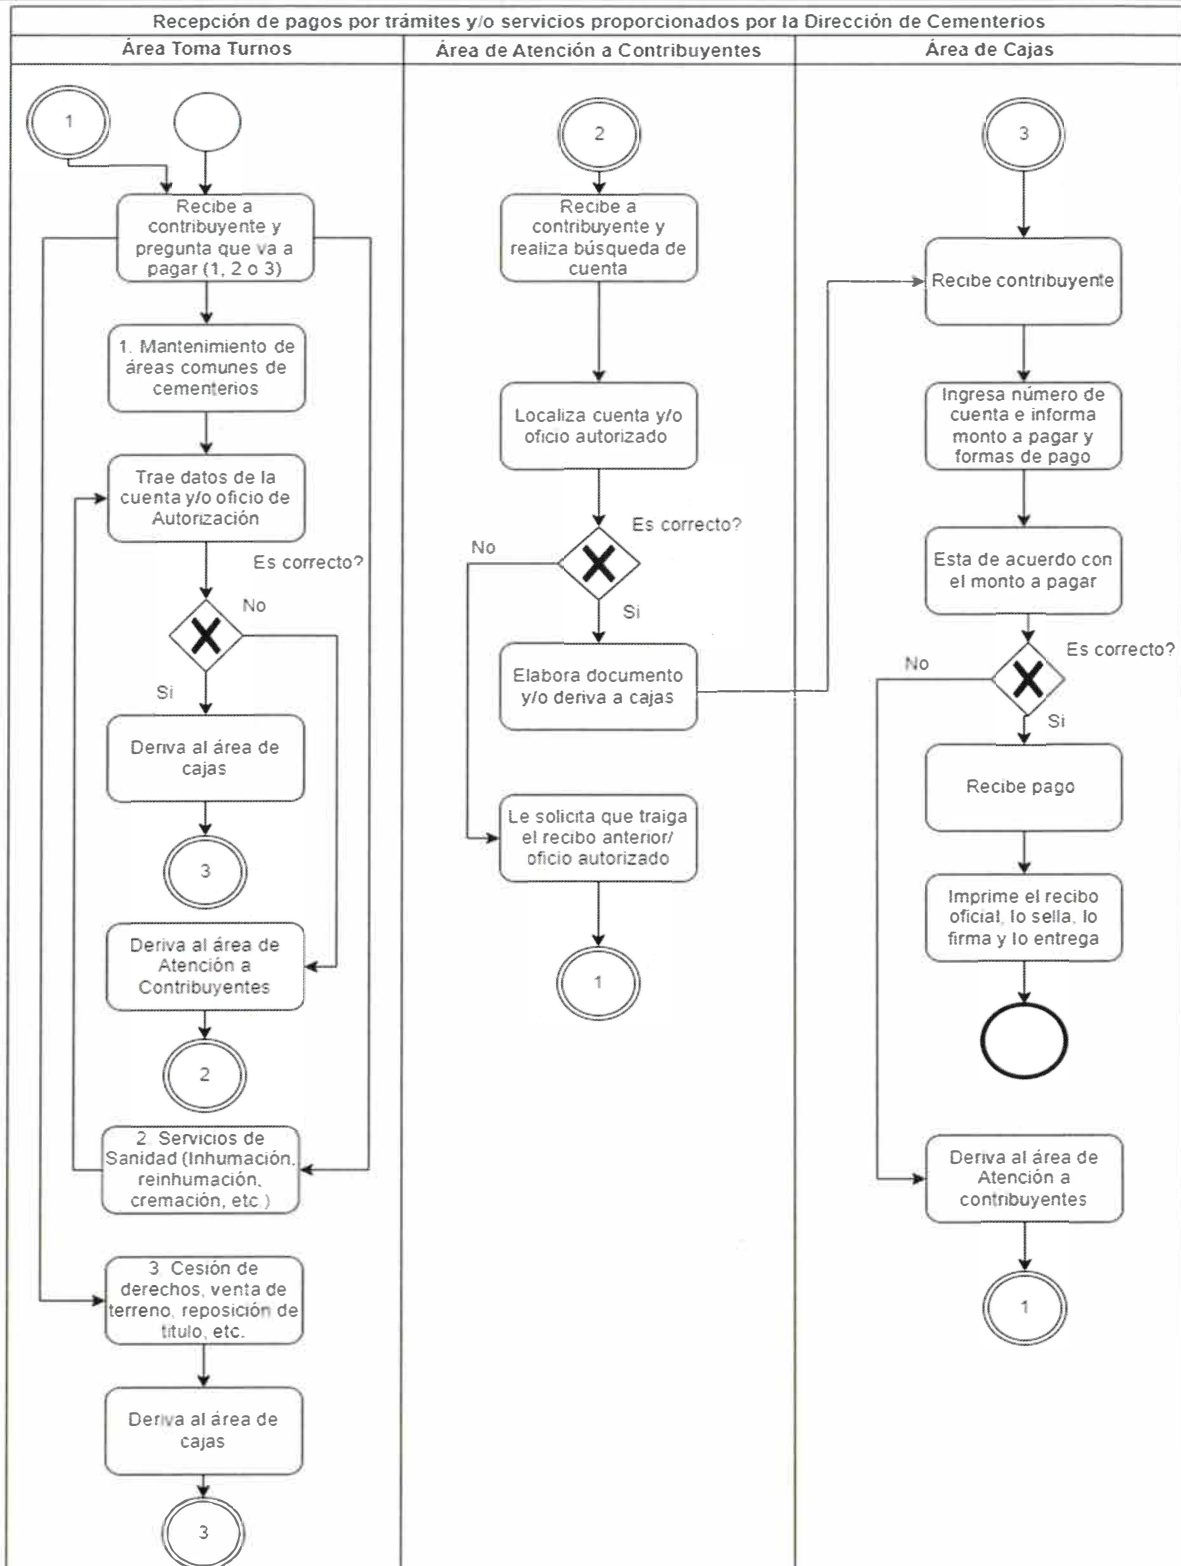 Recepción de pagos por trámites y/o servicios proporcionados por la Dirección de Cementerios
Área Toma Turnos
1
Recibe a
contribuyente y
pregunta que va a
pagar (1, 2 o 3)
1. Mantenimiento de
áreas comunes de
cementerios
Trae datos de la
cuenta y/o oficio de
Autorización
Es correcto?
No
Si
Deriva al área de
cajas
3
Deriva al área de
Atención a
Contribuyentes
2
2. Servicios de
Sanidad (Inhumación,
reinhumación,
cremación, etc.)
3. Cesión de
derechos, venta de
terreno, reposición de
titulo, etc.
Deriva al área de
cajas
3
Área de Atención a Contribuyentes
2
Recibe a
contribuyente y
realiza búsqueda de
cuenta
Localiza cuenta y/o
oficio autorizado
Es correcto?
No
Si
Elabora documento
y/o deriva a cajas
Le solicita que traiga
el recibo anterior/
oficio autorizado
1
Área de Cajas
3
Recibe contribuyente
Ingresa número de
cuenta e informa
monto a pagar y
formas de pago
Esta de acuerdo con
el monto a pagar
Es correcto?
No
Si
Recibe pago
Imprime el recibo
oficial, lo sella, lo
firma y lo entrega
Deriva al área de
Atención a
contribuyentes
1